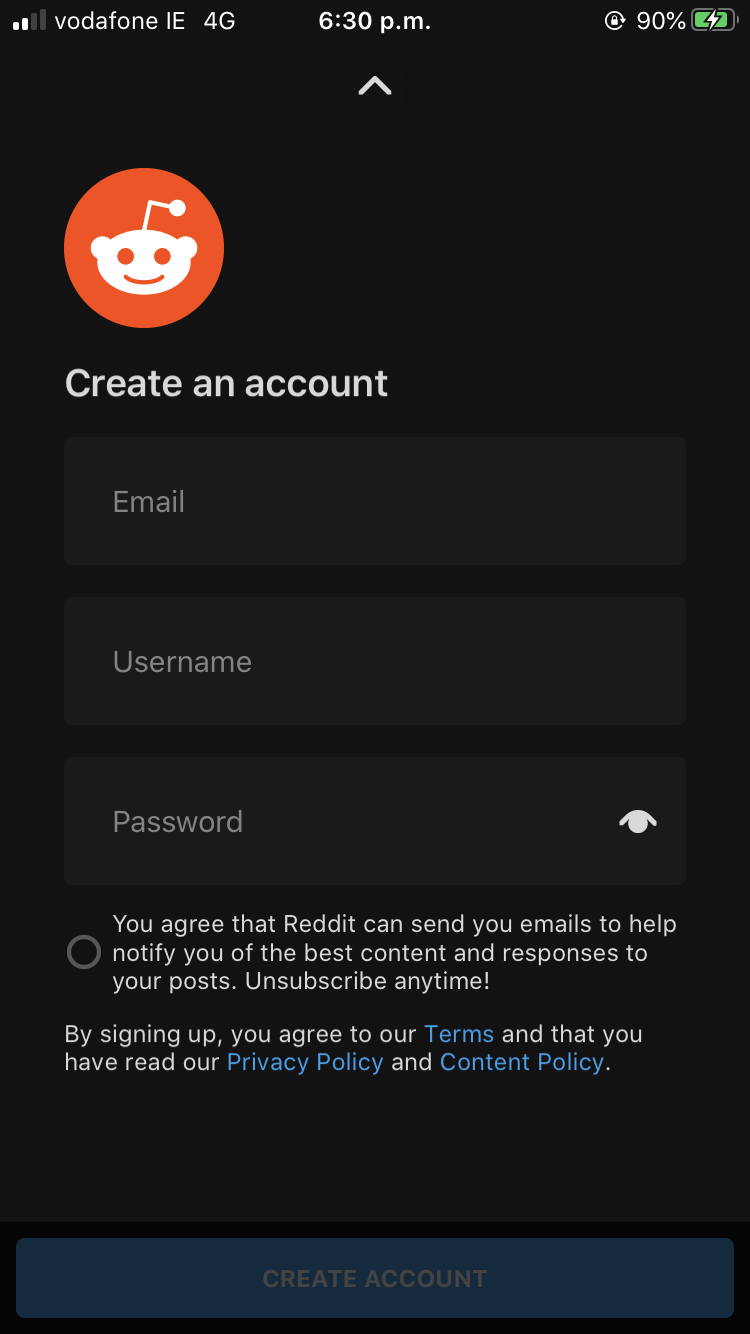 vodafone IE 4G 6:30 p.m. 90%
Create an account
Email
Username
Password
You agree that Reddit can send you emails to help
notify you of the best content and responses to
your posts. Unsubscribe anytime!
By signing up, you agree to our Terms and that you
have read our Privacy Policy and Content Policy.
CREATE ACCOUNT